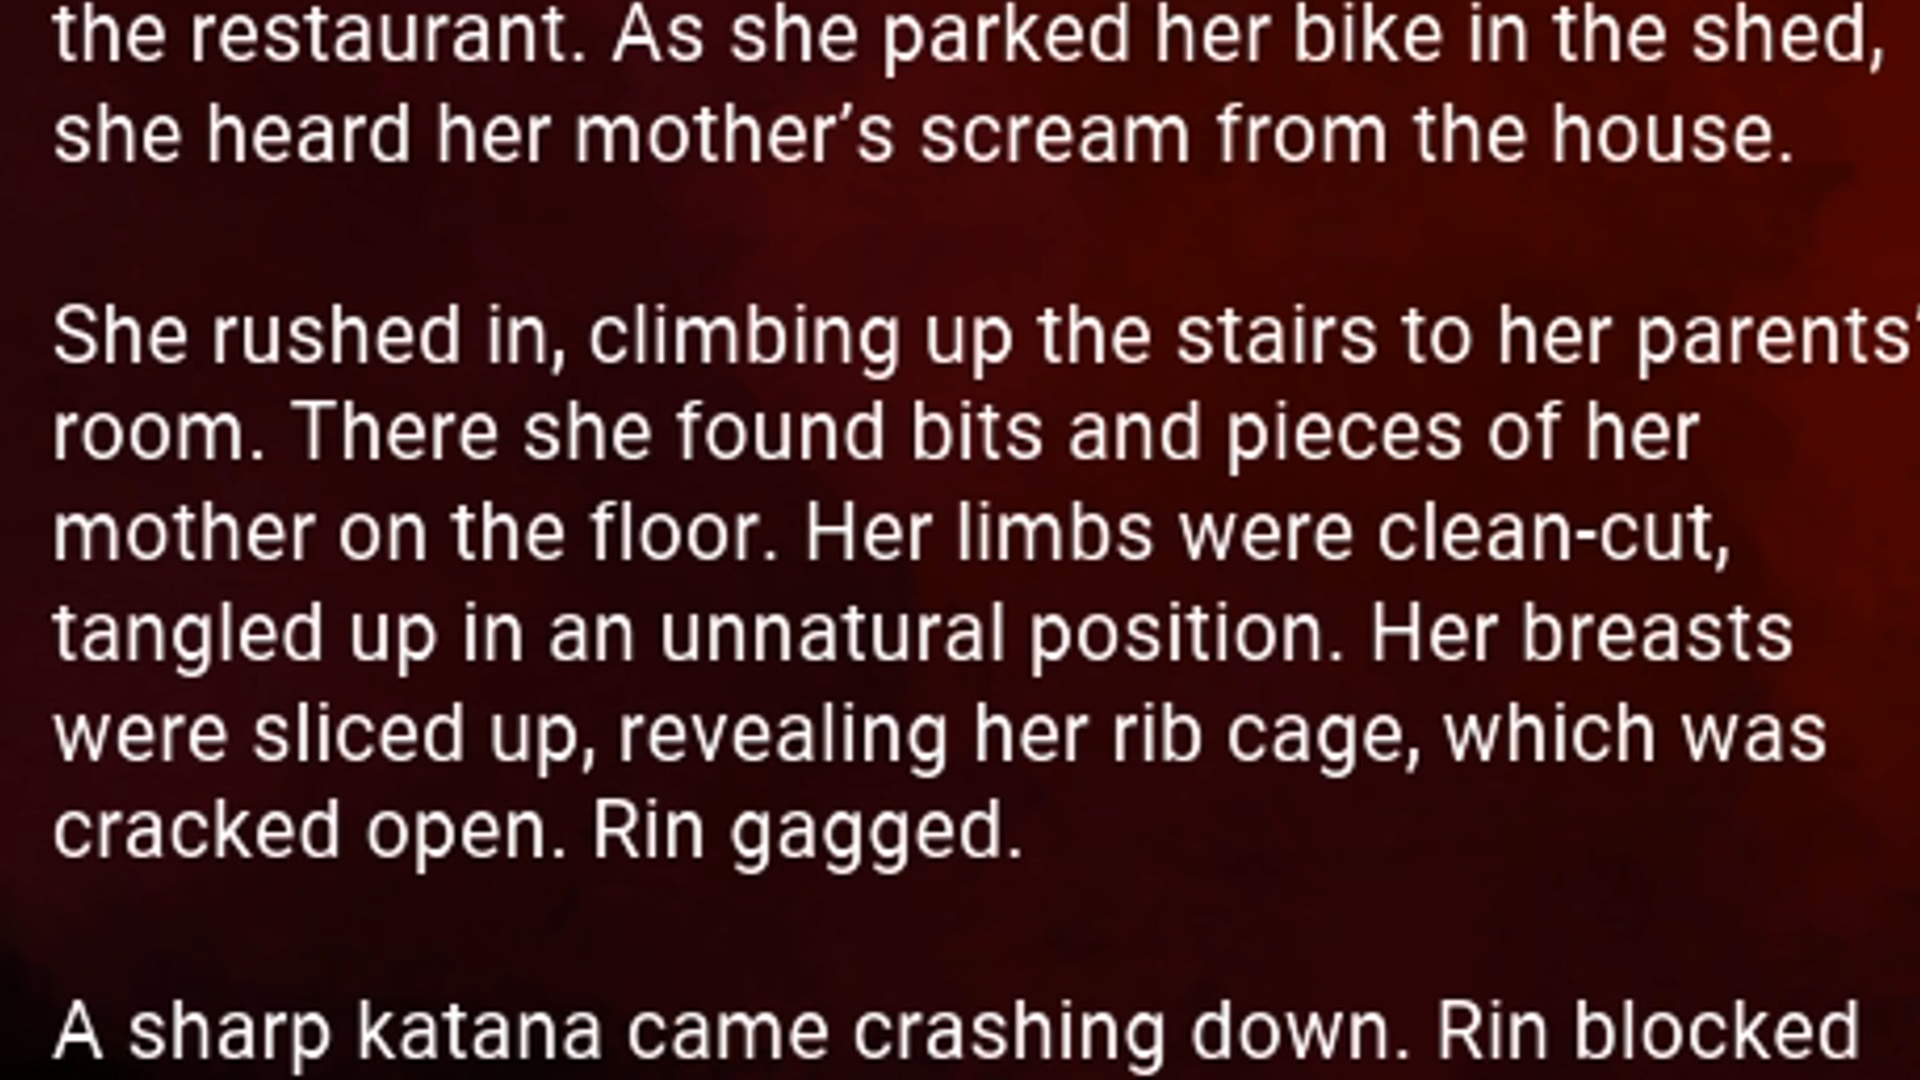 the restaurant. As she parked her bike in the shed,
she heard her mother’s scream from the house.
She rushed in, climbing up the stairs to her parents’
room. There she found bits and pieces of her
mother on the floor. Her limbs were clean-cut,
tangled up in an unnatural position. Her breasts
were sliced up, revealing her rib cage, which was
cracked open. Rin gagged.
A sharp katana came crashing down. Rin blocked